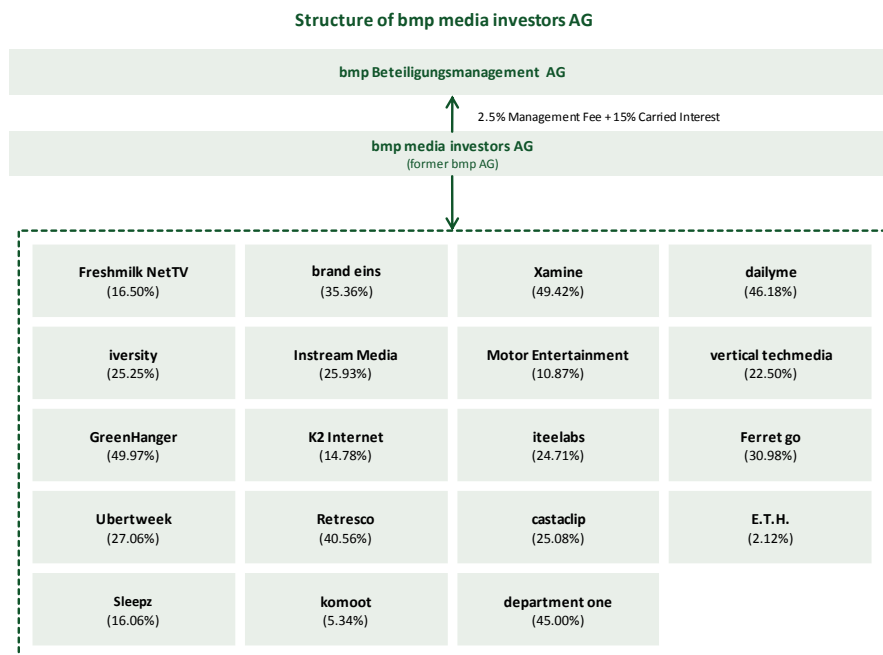 Structure of bmp media investors AG
bmp Beteiligungsmanagement AG
2.5% Management Fee + 15% Carried Interest
bmp media investors AG
(former bmp AG)
Freshmilk NetTV
(16.50%)
brand eins
(35.36%)
Xamine
(49.42%)
dailyme
(46.18%)
iversity
(25.25%)
Instream Media
(25.93%)
Motor Entertainment
(10.87%)
vertical techmedia
(22.50%)
GreenHanger
(49.97%)
K2 Internet
(14.78%)
iteelabs
(24.71%)
Ferret go
(30.98%)
Ubertweek
(27.06%)
Retresco
(40.56%)
castaclip
(25.08%)
E.T.H.
(2.12%)
Sleepz
(16.06%)
komoot
(5.34%)
department one
(45.00%)